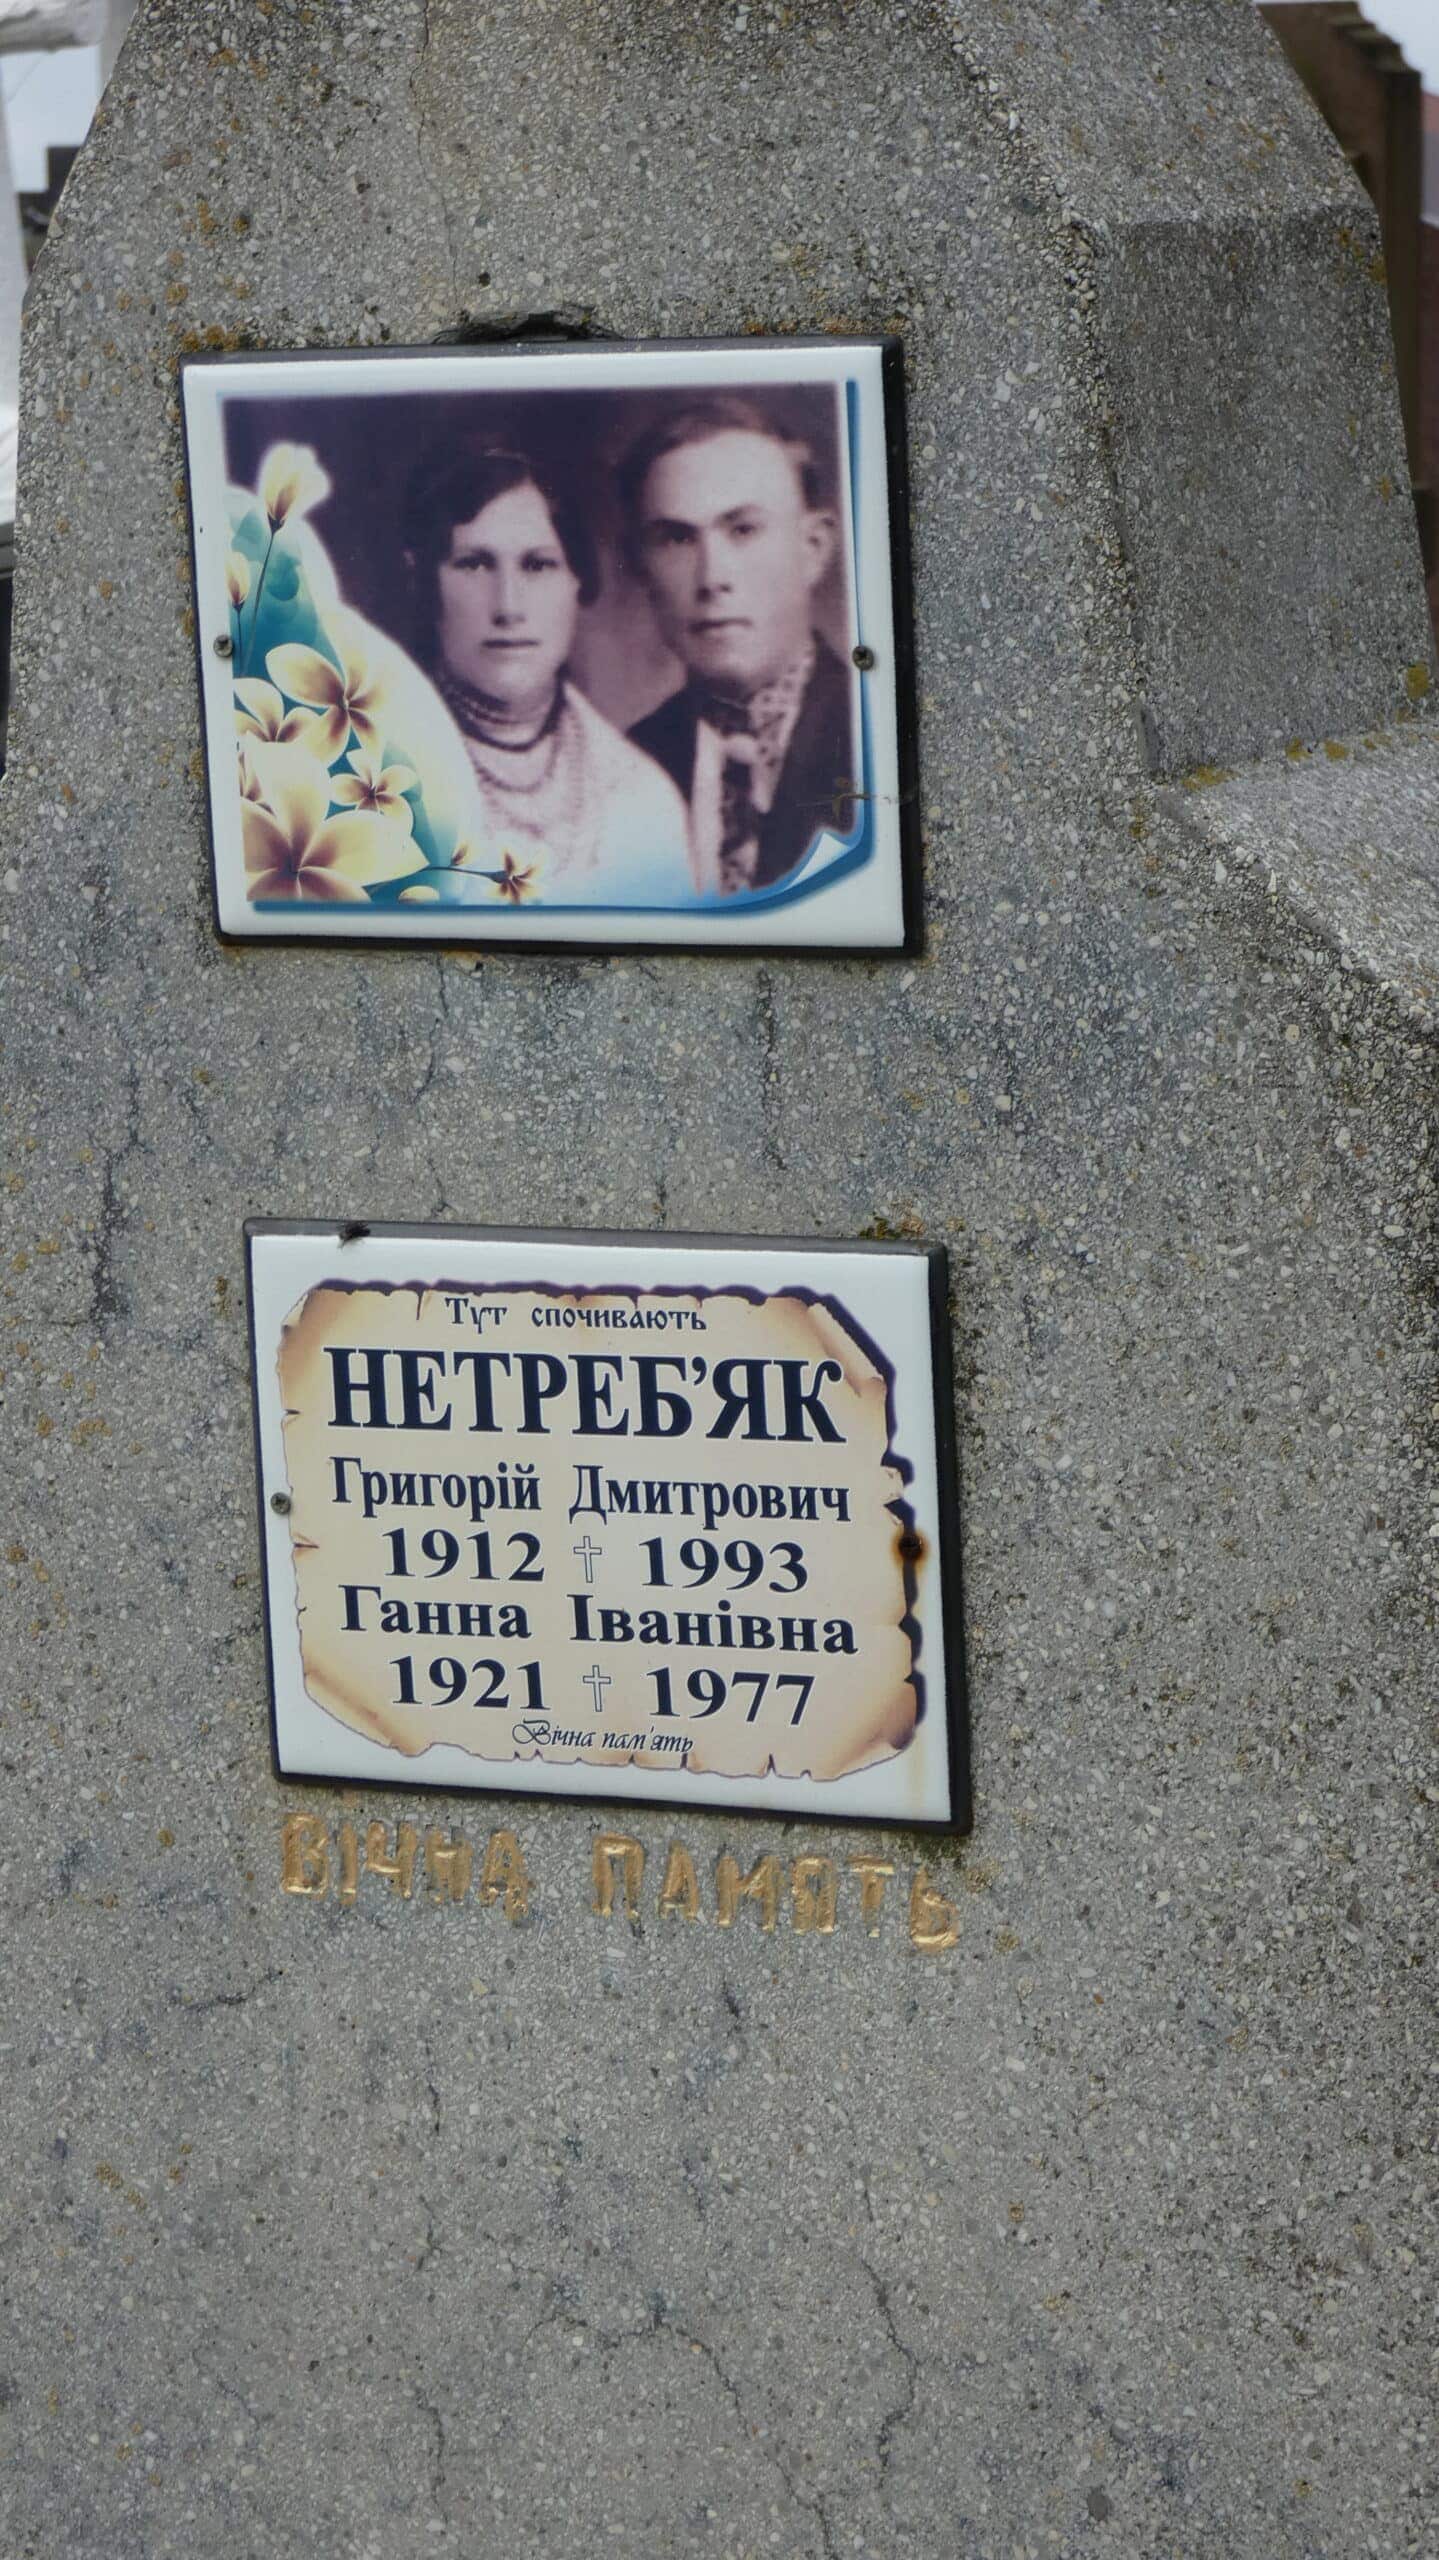 Тут спочивають
НЕТРЕБ’ЯК
Григорій Дмитрович
1912 † 1993
Ганна Іванівна
1921 † 1977
Вічна пам'ять
ВІЧНА ПАМЯТЬ